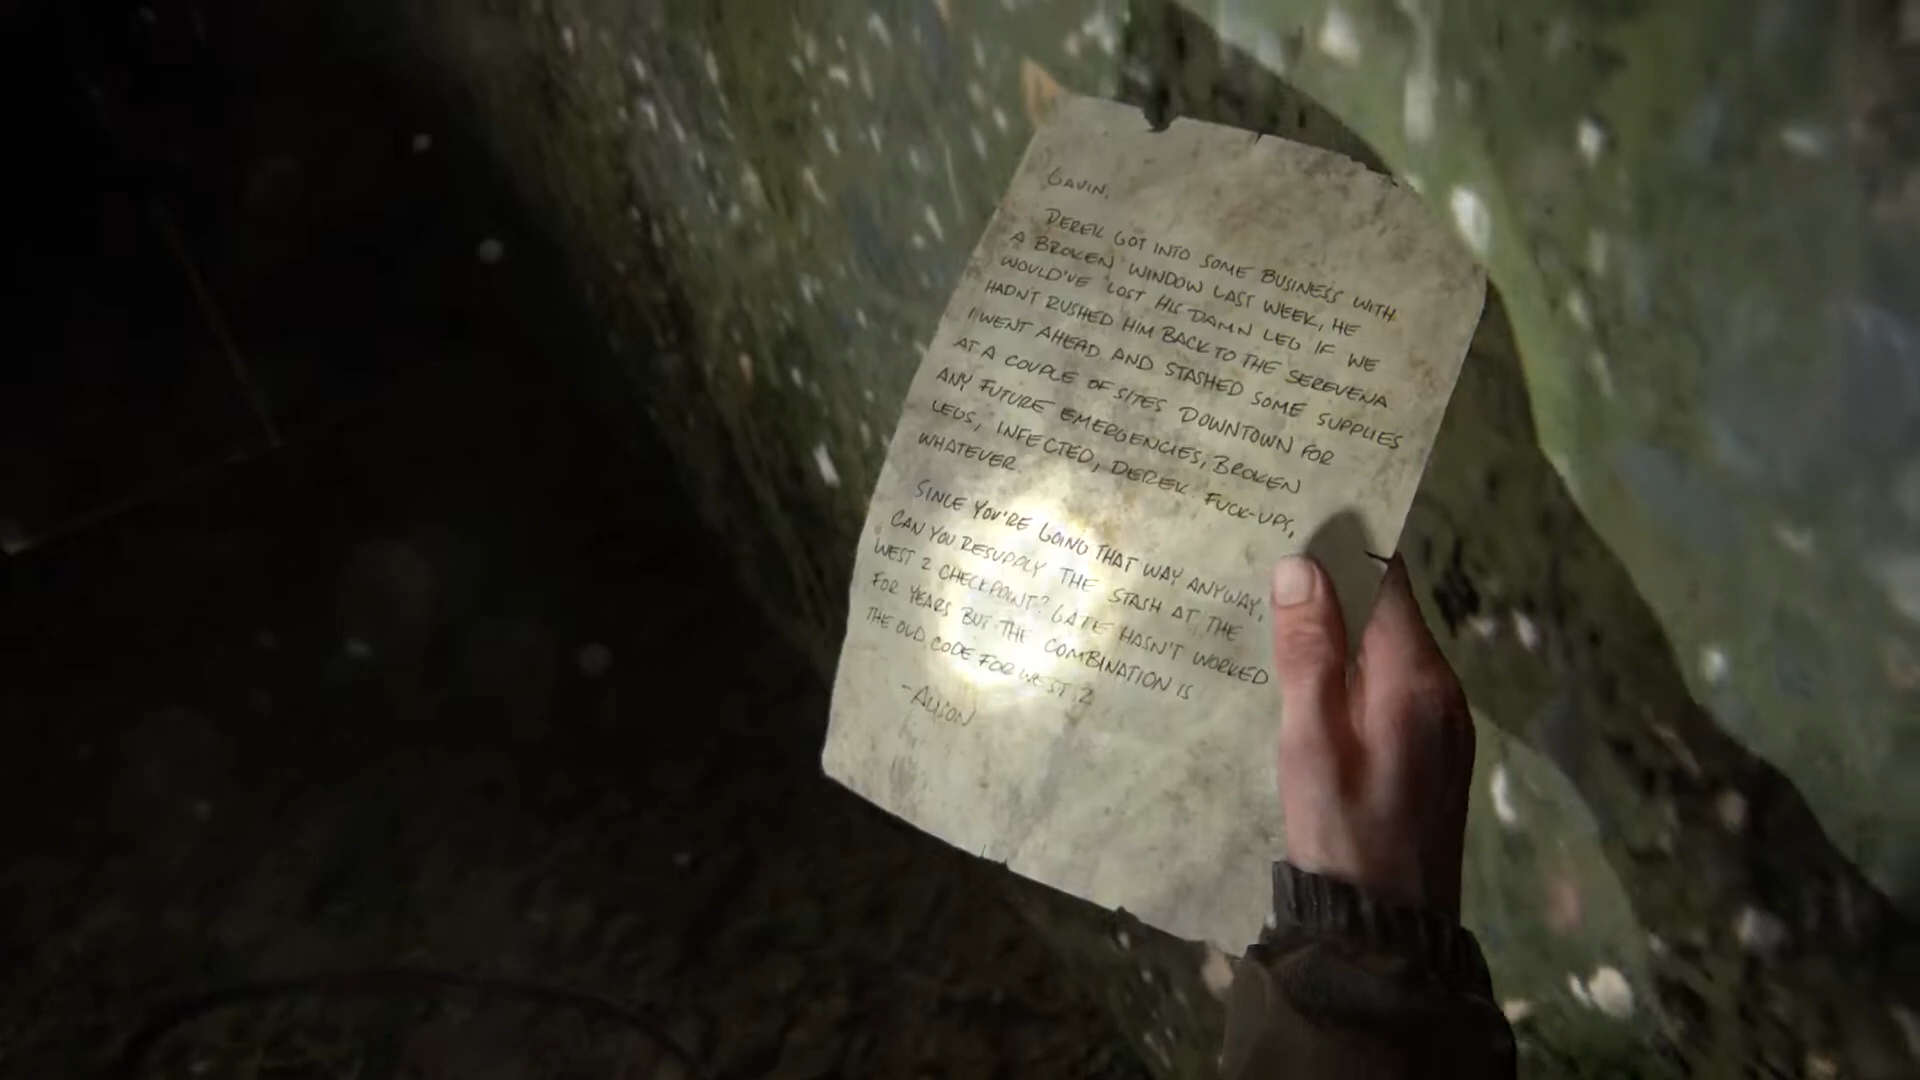 GAVIN,
DEREK GOT INTO SOME BUSINESS WITH
A BROKEN WINDOW LAST WEEK, HE
WOULD'VE LOST HIS DAMN LEG IF WE
HADN'T RUSHED HIM BACK TO THE SEREVENA.
I WENT AHEAD AND STASHED SOME SUPPLIES
AT A COUPLE OF SITES DOWNTOWN FOR
ANY FUTURE EMERGENCIES, BROKEN
LEGS, INFECTED, DEREK FUCK-UPS,
WHATEVER.
SINCE YOU'RE GOING THAT WAY ANYWAY,
CAN YOU RESUPPLY THE STASH AT THE
WEST 2 CHECKPOINT? GATE HASN'T WORKED
FOR YEARS BUT THE COMBINATION IS
THE OLD CODE FOR WEST 2
-ALISON